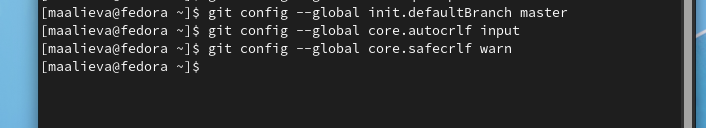 [maalieva@fedora ~]$ git config --global init.defaultBranch master
[maalieva@fedora ~]$ git config --global core.autocrlf input
[maalieva@fedora ~]$ git config --global core.safecrlf warn
[maalieva@fedora ~]$